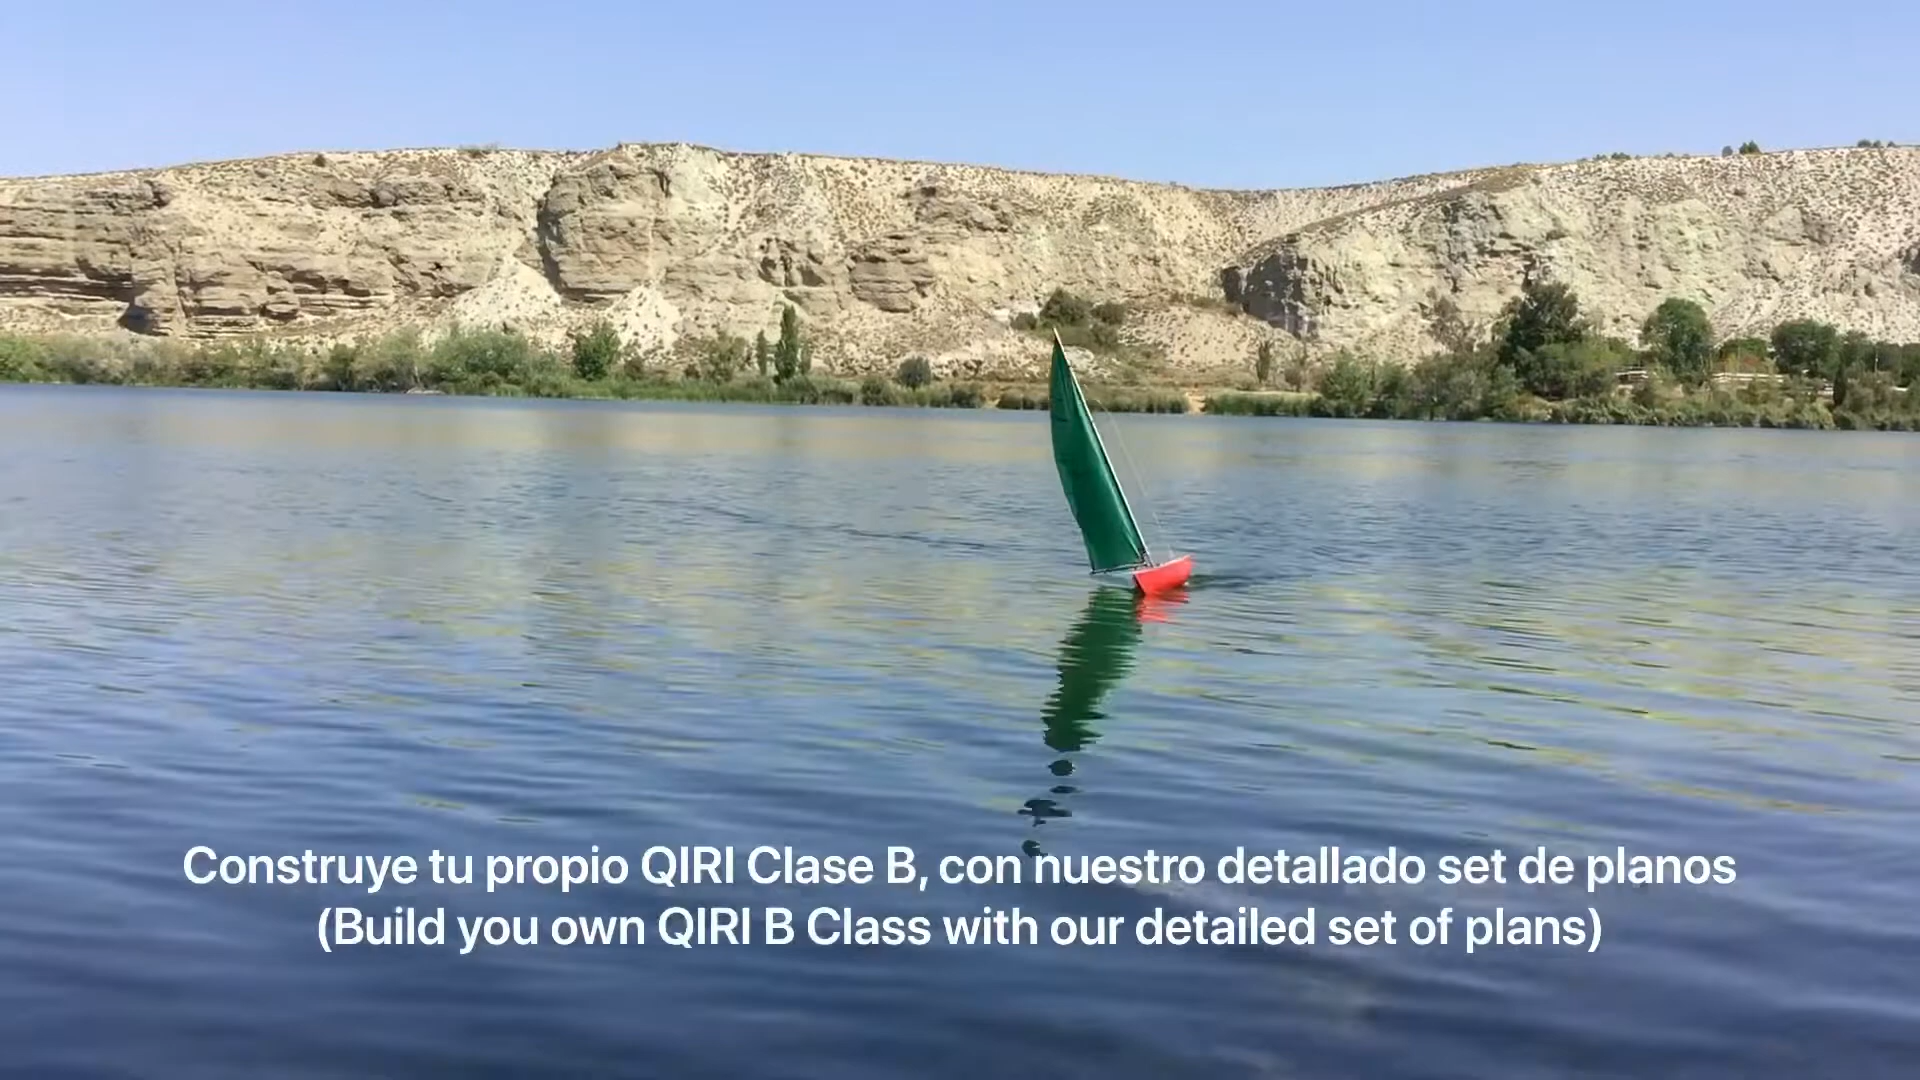 Construye tu propio QIRI Clase B, con nuestro detallado set de planos
(Build you own QIRI B Class with our detailed set of plans)